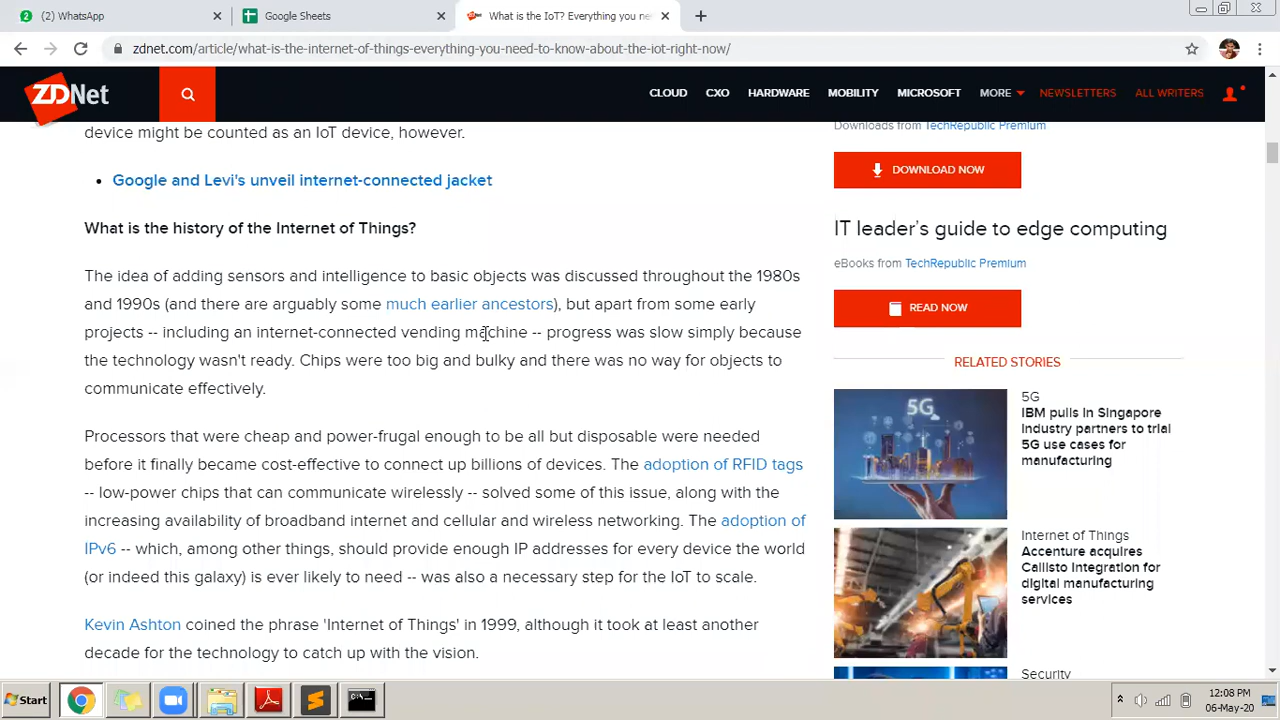 (2) WhatsApp
Google Sheets
What is the IoT? Everything you ne
zdnet.com/article/what-is-the-internet-of-things-everything-you-need-to-know-about-the-iot-right-now/
ZDNet
CLOUD CXO HARDWARE MOBILITY MICROSOFT MORE NEWSLETTERS ALL WRITERS
device might be counted as an IoT device, however.
• Google and Levi's unveil internet-connected jacket
What is the history of the Internet of Things?
The idea of adding sensors and intelligence to basic objects was discussed throughout the 1980s
and 1990s (and there are arguably some much earlier ancestors), but apart from some early
projects -- including an internet-connected vending machine -- progress was slow simply because
the technology wasn't ready. Chips were too big and bulky and there was no way for objects to
communicate effectively.
Processors that were cheap and power-frugal enough to be all but disposable were needed
before it finally became cost-effective to connect up billions of devices. The adoption of RFID tags
-- low-power chips that can communicate wirelessly -- solved some of this issue, along with the
increasing availability of broadband internet and cellular and wireless networking. The adoption of
IPv6 -- which, among other things, should provide enough IP addresses for every device the world
(or indeed this galaxy) is ever likely to need -- was also a necessary step for the IoT to scale.
Kevin Ashton coined the phrase 'Internet of Things' in 1999, although it took at least another
decade for the technology to catch up with the vision.
Downloads from TechRepublic Premium
DOWNLOAD NOW
IT leader's guide to edge computing
eBooks from TechRepublic Premium
READ NOW
RELATED STORIES
5G
5G
IBM pulls in Singapore
industry partners to trial
5G use cases for
manufacturing
Internet of Things
Accenture acquires
Callisto Integration for
digital manufacturing
services
Security
Start
12:08 PM
06-May-20